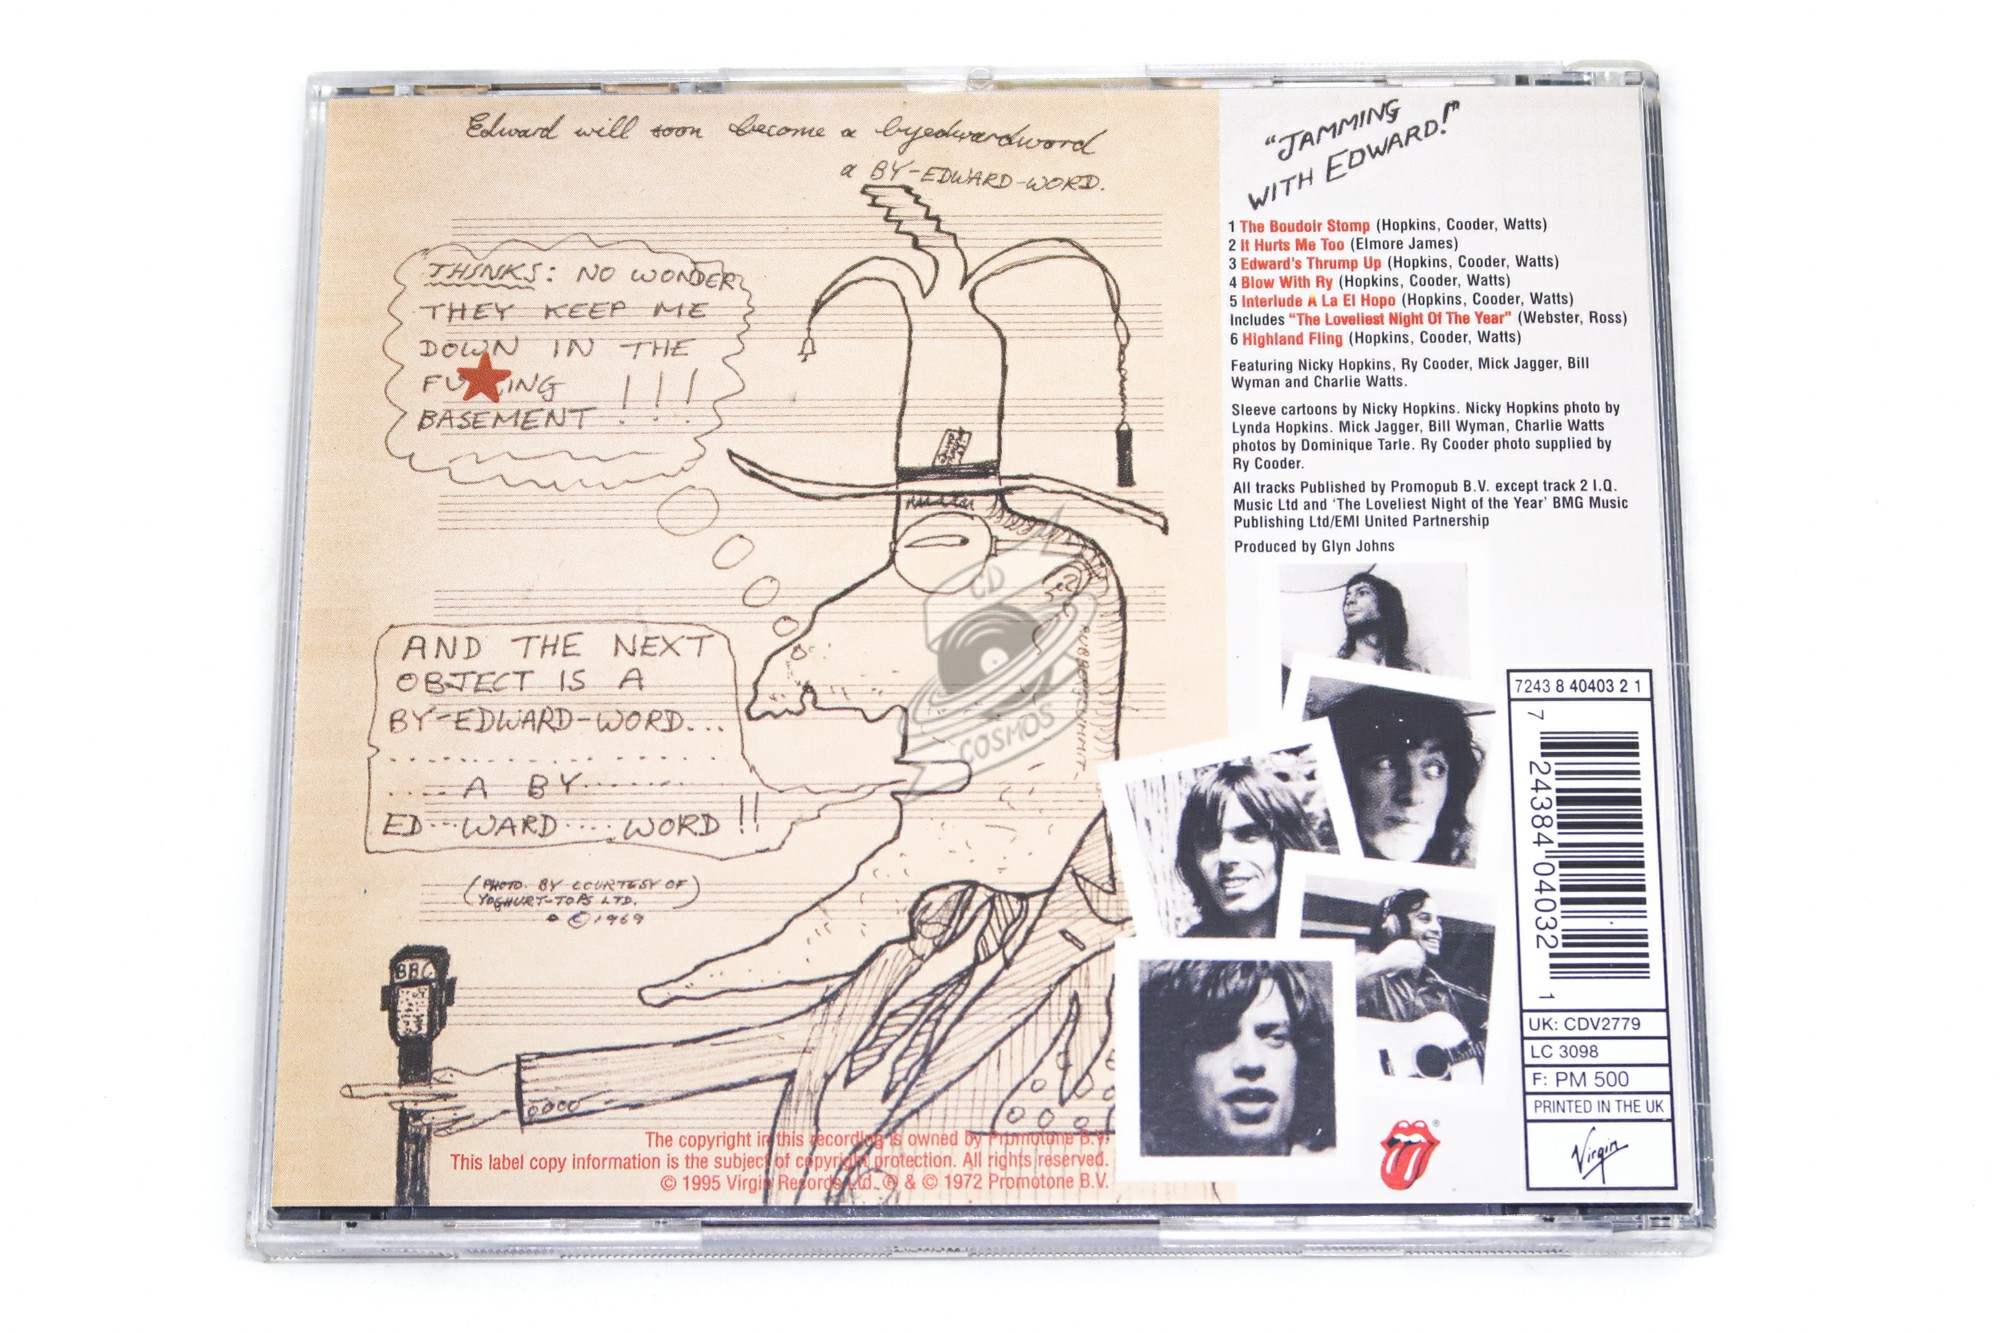 Edward will soon become a byedwardword
a BY-EDWARD-WORD.
THINKS: NO WONDER
THEY KEEP ME
DOWN IN THE
FU★ING
BASEMENT !!!
AND THE NEXT
OBJECT IS A
BY-EDWARD-WORD...
....A BY.......
ED...WARD....WORD!!
(PHOTO BY COURTESY OF
YOGHURT-TOPS LTD.)
© 1969
BBC
CD
COSMOS
The copyright in this recording is owned by Promotone B.V.
This label copy information is the subject of copyright protection. All rights reserved.
© 1995 Virgin Records Ltd. ℗ & © 1972 Promotone B.V.
"JAMMING
WITH EDWARD!"
1 The Boudoir Stomp (Hopkins, Cooder, Watts)
2 It Hurts Me Too (Elmore James)
3 Edward's Thrump Up (Hopkins, Cooder, Watts)
4 Blow With Ry (Hopkins, Cooder, Watts)
5 Interlude A La El Hopo (Hopkins, Cooder, Watts)
Includes "The Loveliest Night Of The Year" (Webster, Ross)
6 Highland Fling (Hopkins, Cooder, Watts)
Featuring Nicky Hopkins, Ry Cooder, Mick Jagger, Bill
Wyman and Charlie Watts.
Sleeve cartoons by Nicky Hopkins. Nicky Hopkins photo by
Lynda Hopkins. Mick Jagger, Bill Wyman, Charlie Watts
photos by Dominique Tarle. Ry Cooder photo supplied by
Ry Cooder.
All tracks Published by Promopub B.V. except track 2 I.Q.
Music Ltd and 'The Loveliest Night of the Year' BMG Music
Publishing Ltd/EMI United Partnership
Produced by Glyn Johns
7243 8 40403 2 1
7 24384 04032 1
UK: CDV2779
LC 3098
F: PM 500
PRINTED IN THE UK
Virgin
®